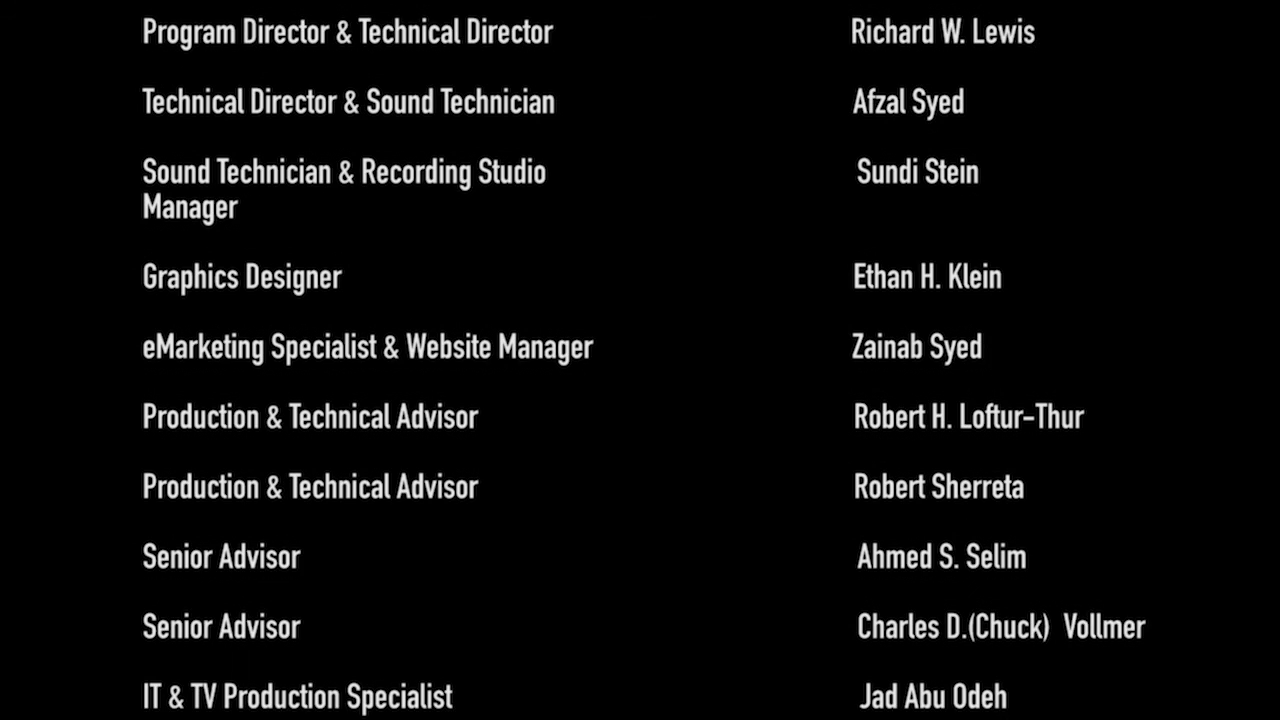 Program Director & Technical Director Richard W. Lewis
Technical Director & Sound Technician Afzal Syed
Sound Technician & Recording Studio Sundi Stein
Manager
Graphics Designer Ethan H. Klein
eMarketing Specialist & Website Manager Zainab Syed
Production & Technical Advisor Robert H. Loftur-Thur
Production & Technical Advisor Robert Sherreta
Senior Advisor Ahmed S. Selim
Senior Advisor Charles D.(Chuck) Vollmer
IT & TV Production Specialist Jad Abu Odeh